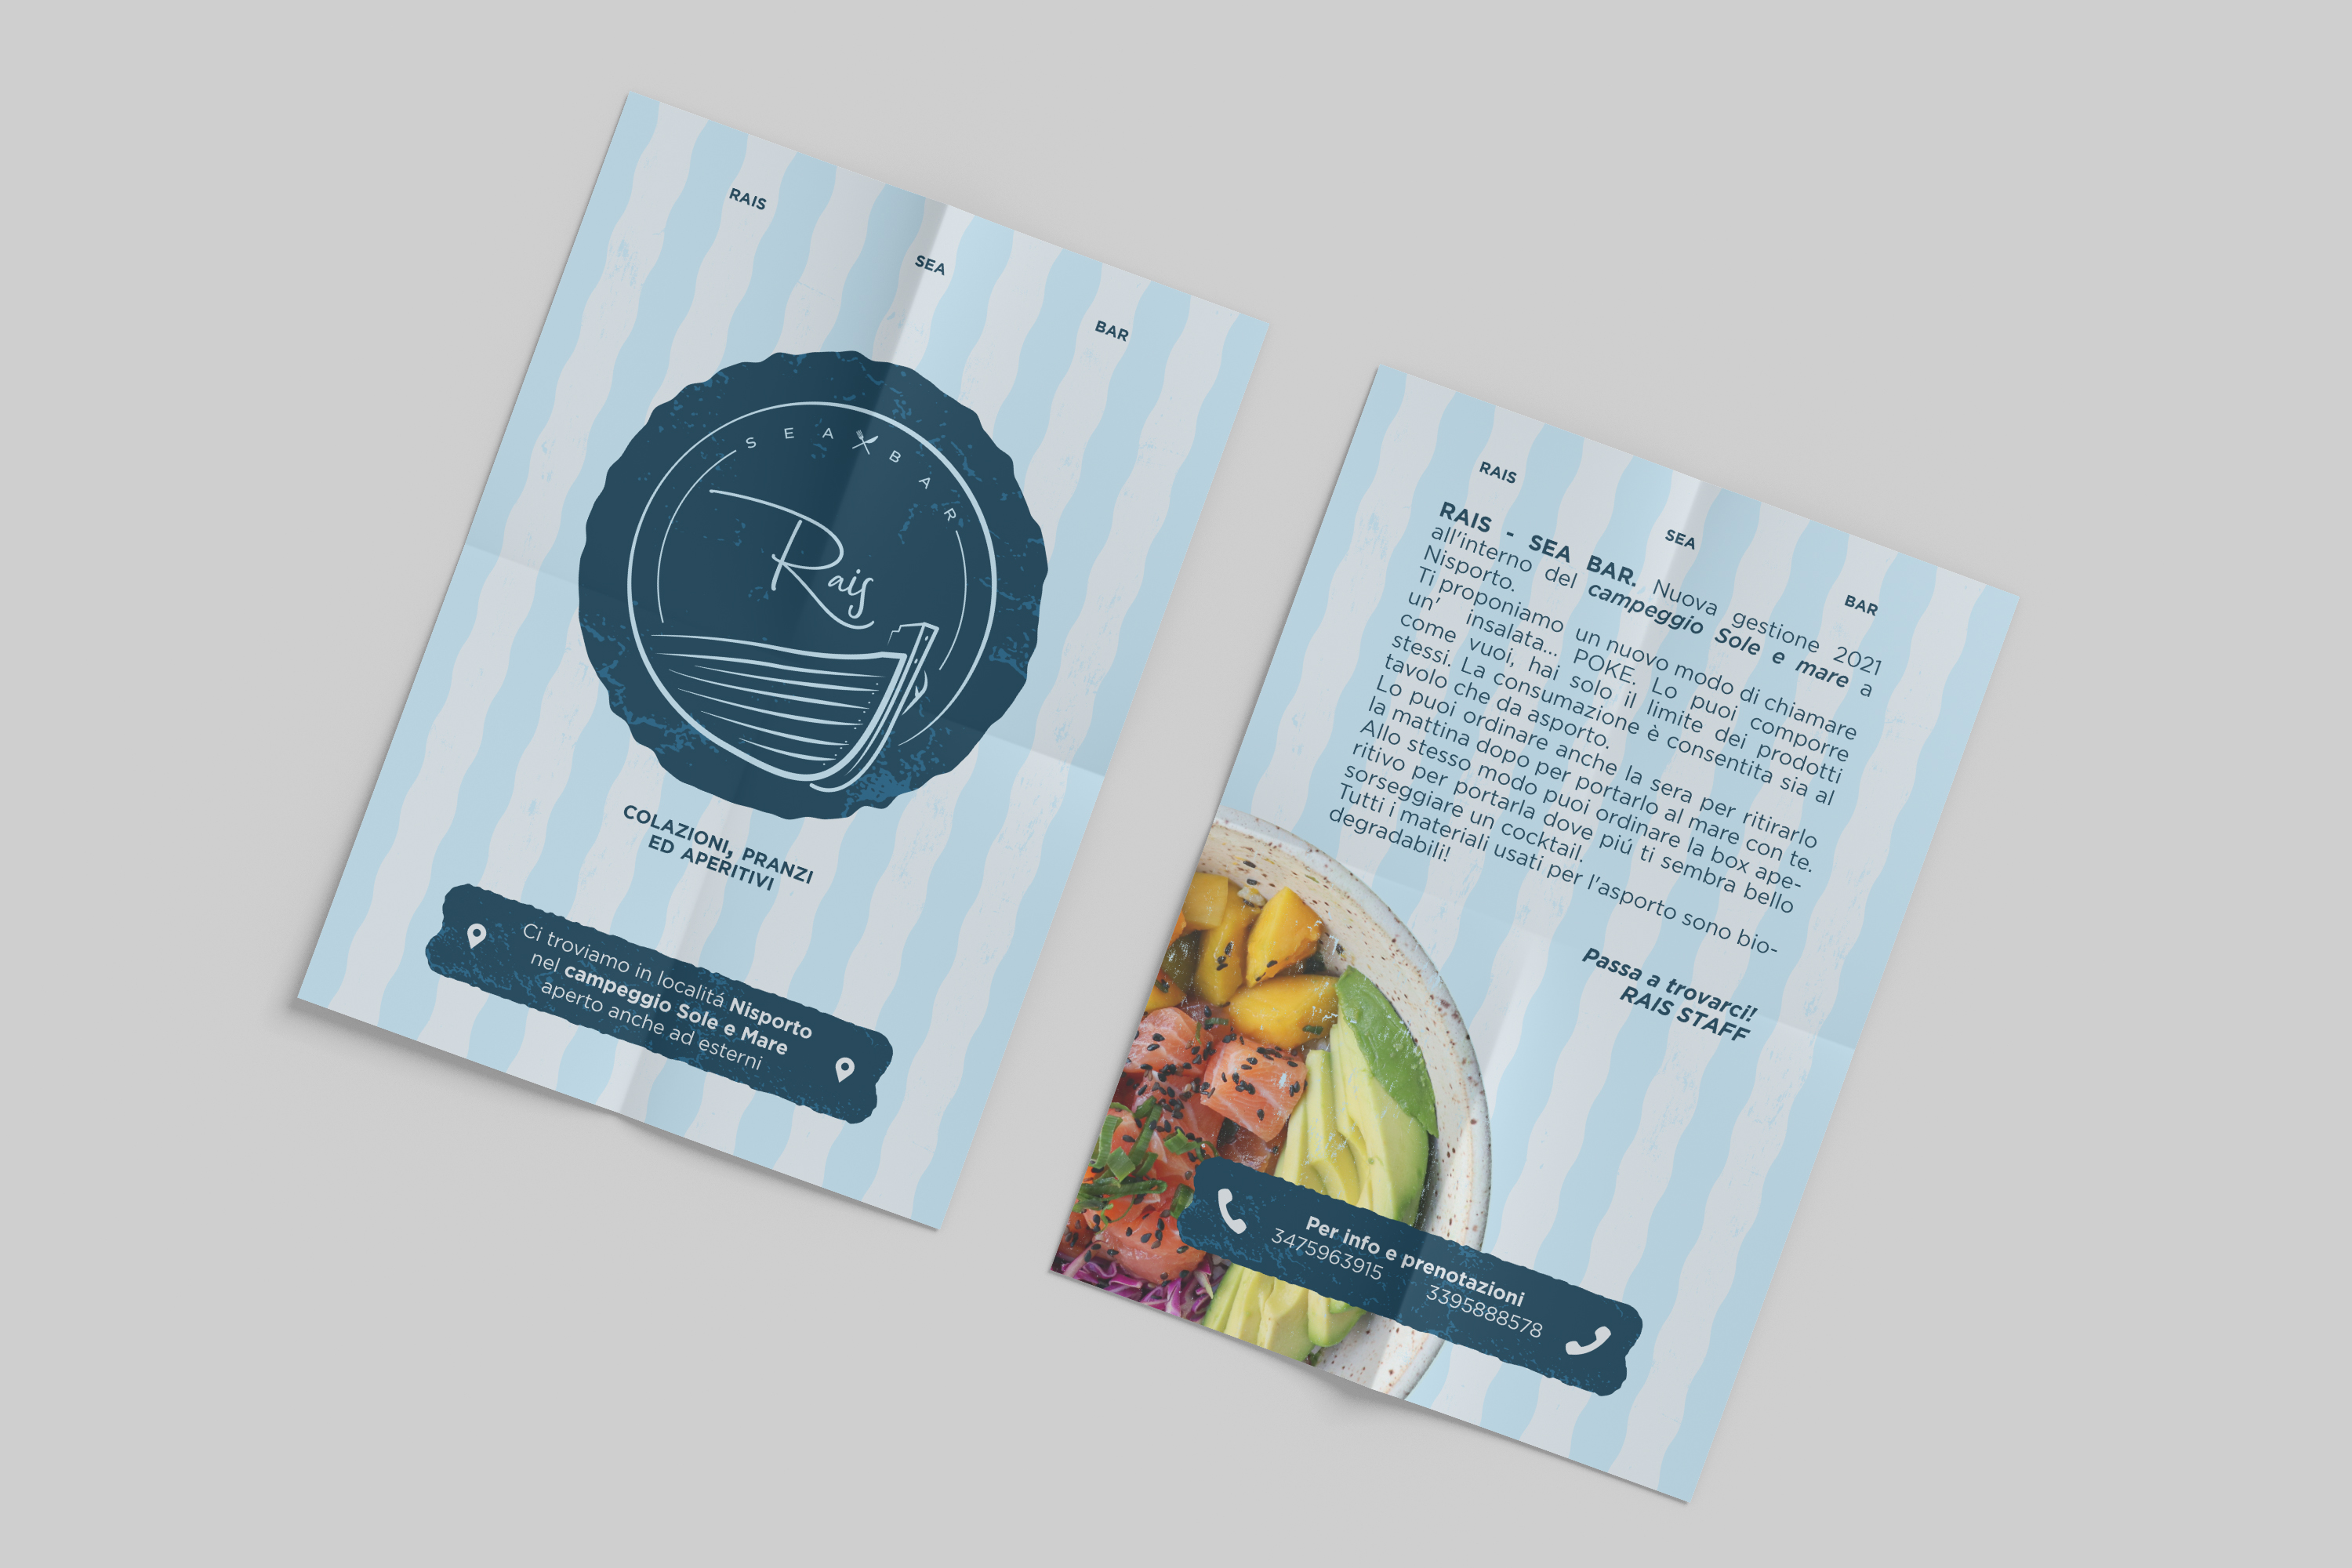 RAIS
SEA
BAR
SEA BAR
Rais
COLAZIONI, PRANZI
ED APERITIVI
Ci troviamo in localitá Nisporto
nel campeggio Sole e Mare
aperto anche ad esterni
RAIS
SEA
BAR
RAIS - SEA BAR. Nuova gestione 2021
all'interno del campeggio Sole e mare a
Nisporto.
Ti proponiamo un nuovo modo di chiamare
un' insalata... POKE. Lo puoi comporre
come vuoi, hai solo il limite dei prodotti
stessi. La consumazione è consentita sia al
tavolo che da asporto.
Lo puoi ordinare anche la sera per ritirarlo
la mattina dopo per portarlo al mare con te.
Allo stesso modo puoi ordinare la box ape-
ritivo per portarla dove piú ti sembra bello
sorseggiare un cocktail.
Tutti i materiali usati per l'asporto sono bio-
degradabili!
Passa a trovarci!
RAIS STAFF
Per info e prenotazioni
3475963915 3395888578